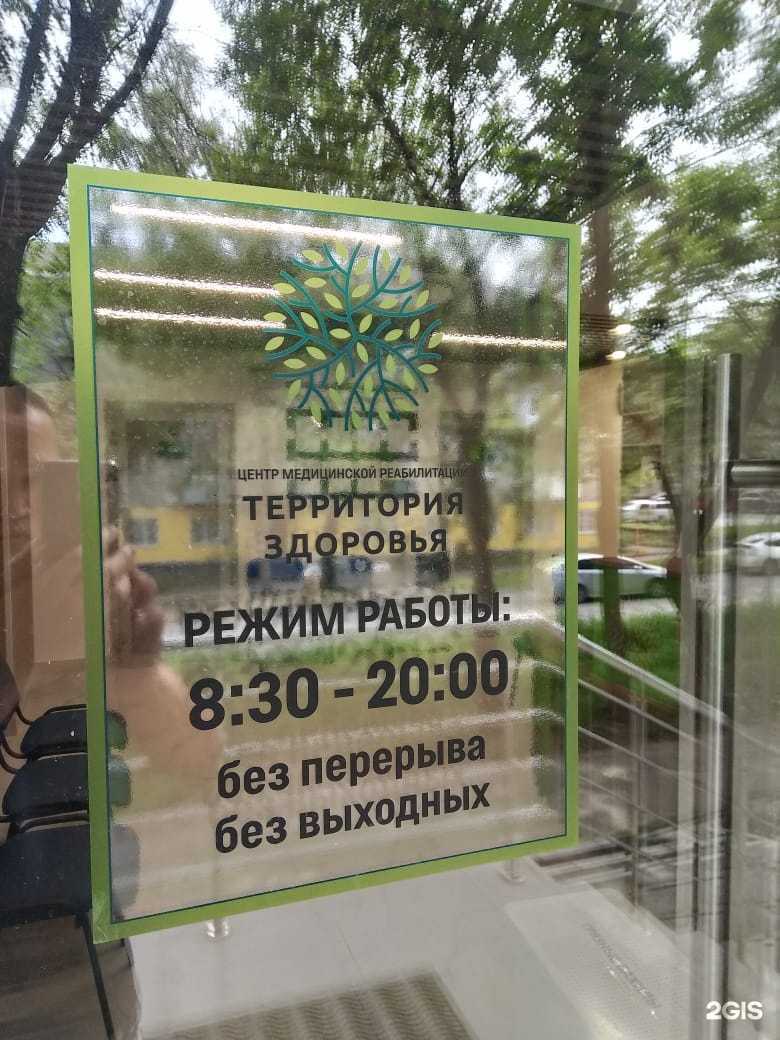 ЦЕНТР МЕДИЦИНСКОЙ РЕАБИЛИТАЦИИ
ТЕРРИТОРИЯ
ЗДОРОВЬЯ
РЕЖИМ РАБОТЫ:
8:30 - 20:00
без перерыва
без выходных
2GIS